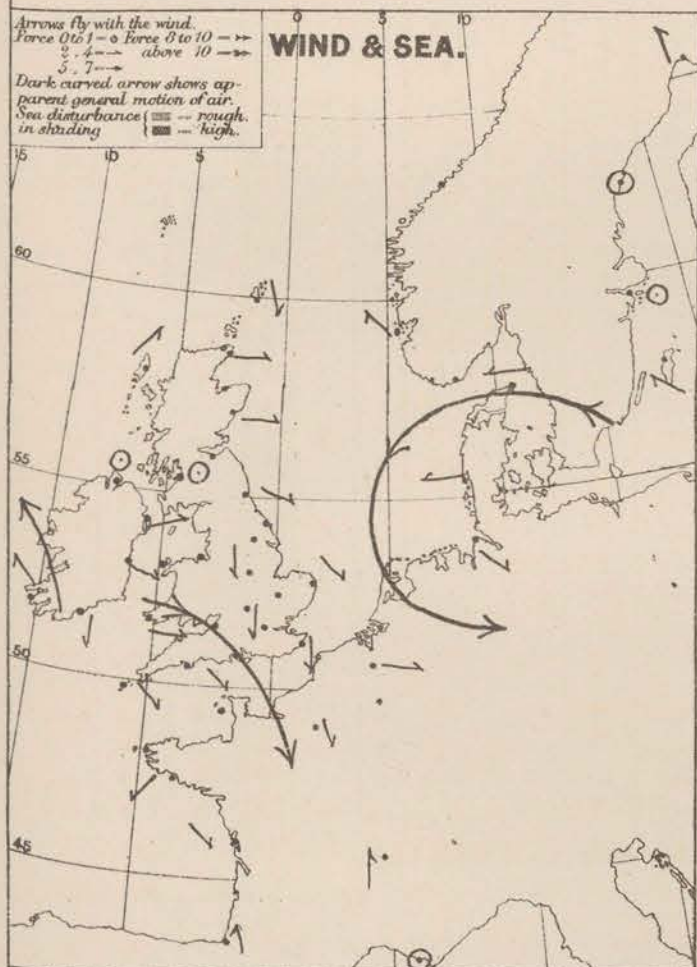 Arrows fly with the wind.
Force 0 to 1 - Force 8 to 10
2 . 4 above 10
5 . 7
Dark curved arrow shows ap-
parent general motion of air.
Sea disturbance rough.
in shading high.
WIND & SEA.
0 5 10
15 10 5
60
55
50
45